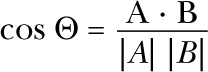 cos Θ = A · B / |A| |B|